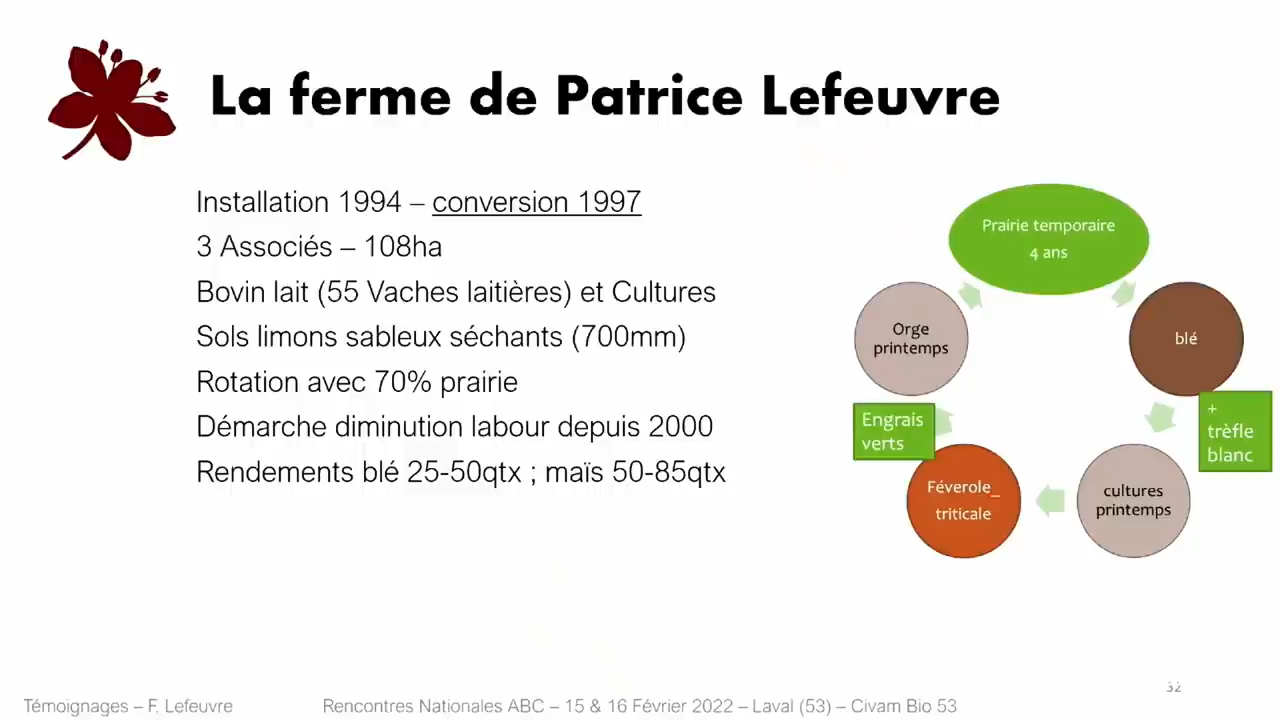 La ferme de Patrice Lefeuvre
Installation 1994 – conversion 1997
3 Associés – 108ha
Bovin lait (55 Vaches laitières) et Cultures
Sols limons sableux séchants (700mm)
Rotation avec 70% prairie
Démarche diminution labour depuis 2000
Rendements blé 25-50qtx ; maïs 50-85qtx
Prairie temporaire
4 ans
blé
+
trèfle
blanc
cultures
printemps
Féverole_
triticale
Engrais
verts
Orge
printemps
32
Témoignages – F. Lefeuvre
Rencontres Nationales ABC – 15 & 16 Février 2022 – Laval (53) – Civam Bio 53